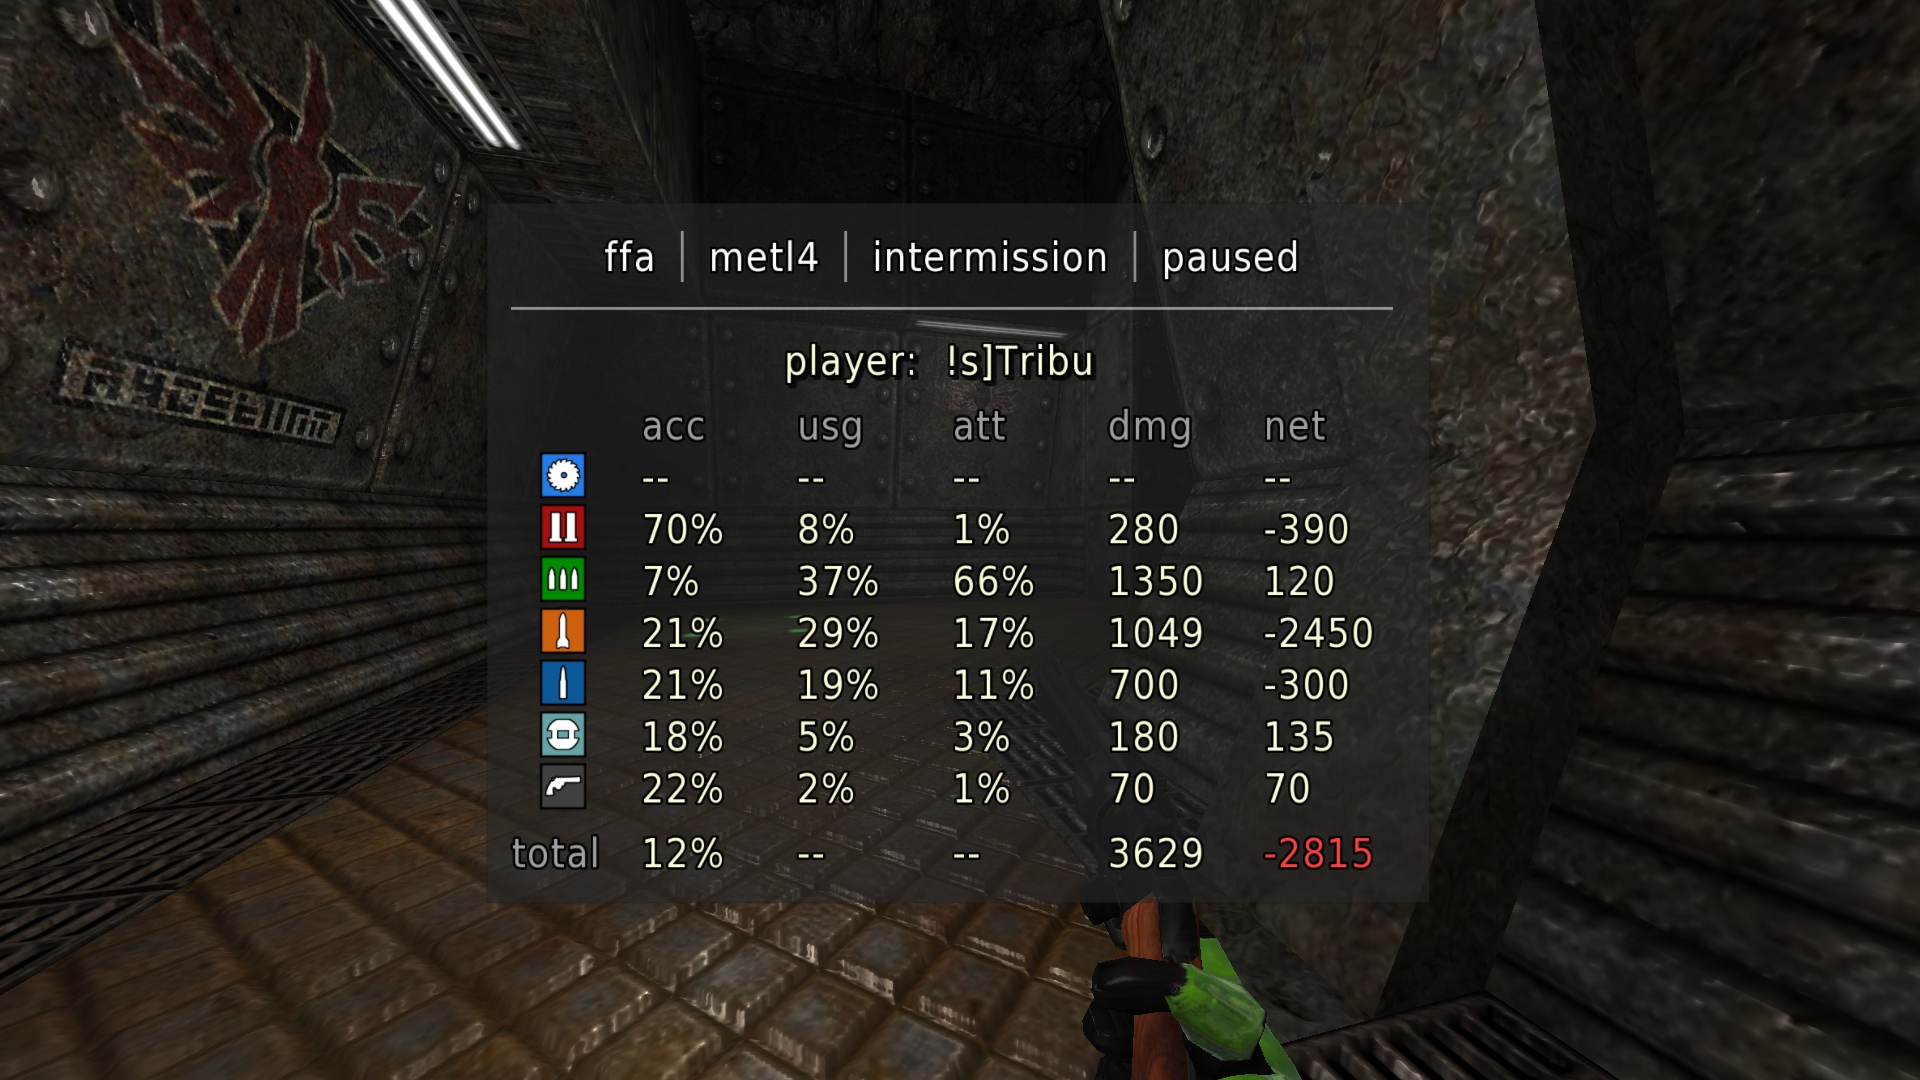 ffa | metl4 | intermission | paused
player: !s]Tribu
acc usg att dmg net
-- -- -- -- --
70% 8% 1% 280 -390
7% 37% 66% 1350 120
21% 29% 17% 1049 -2450
21% 19% 11% 700 -300
18% 5% 3% 180 135
22% 2% 1% 70 70
total 12% -- -- 3629 -2815